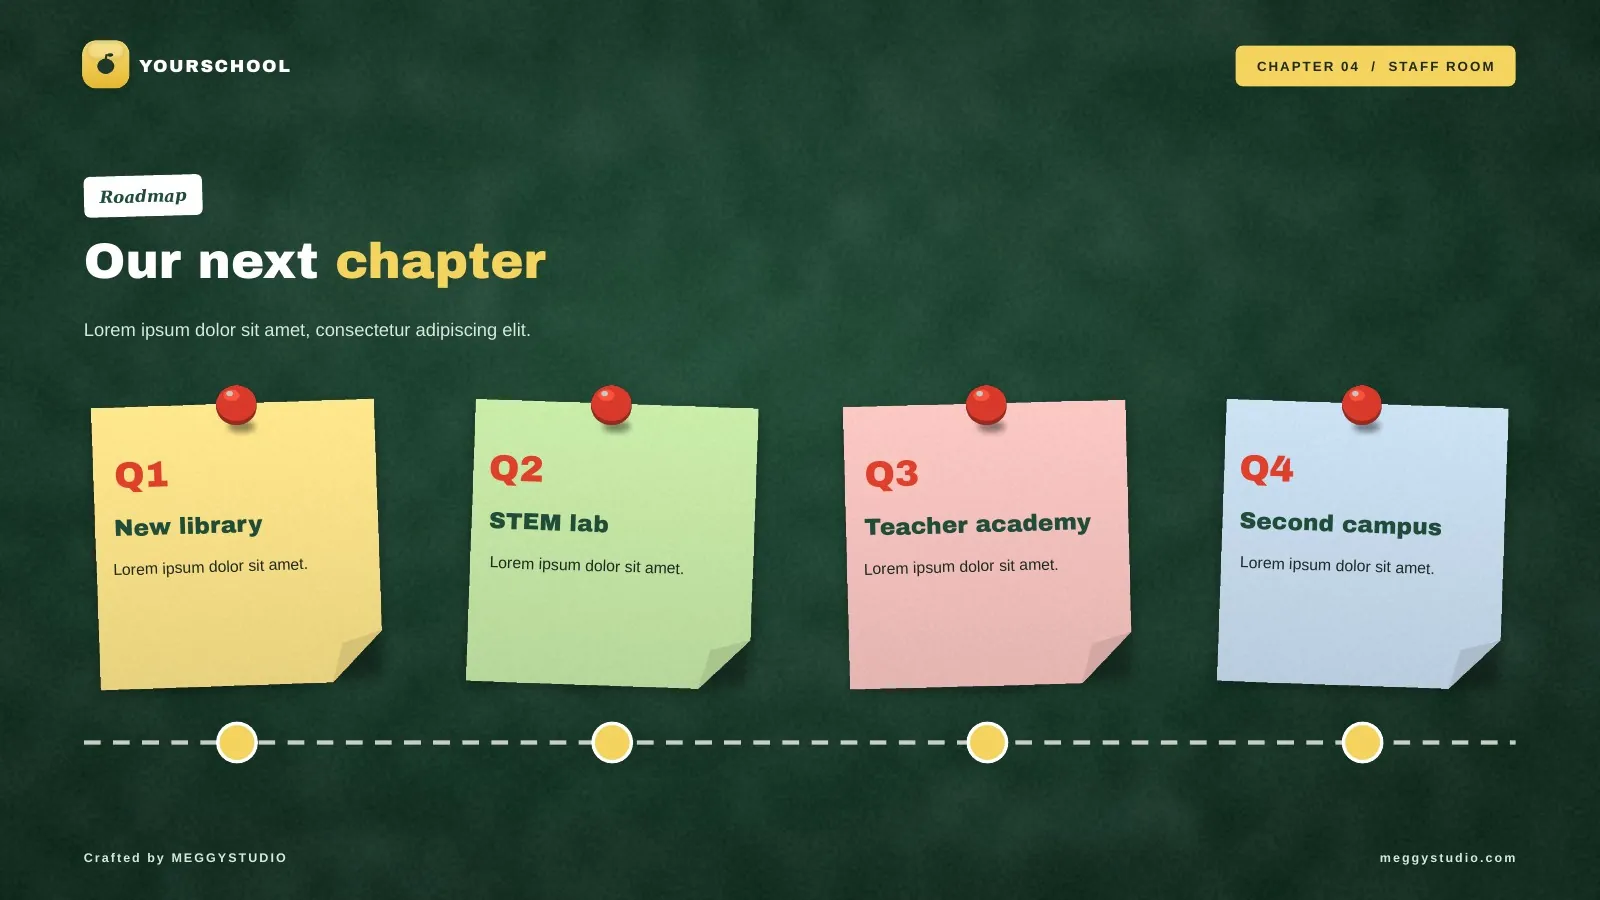 YOURSCHOOL
CHAPTER 04 / STAFF ROOM
Roadmap
Our next chapter
Lorem ipsum dolor sit amet, consectetur adipiscing elit.
Q1
New library
Lorem ipsum dolor sit amet.
Q2
STEM lab
Lorem ipsum dolor sit amet.
Q3
Teacher academy
Lorem ipsum dolor sit amet.
Q4
Second campus
Lorem ipsum dolor sit amet.
Crafted by MEGGYSTUDIO
meggystudio.com